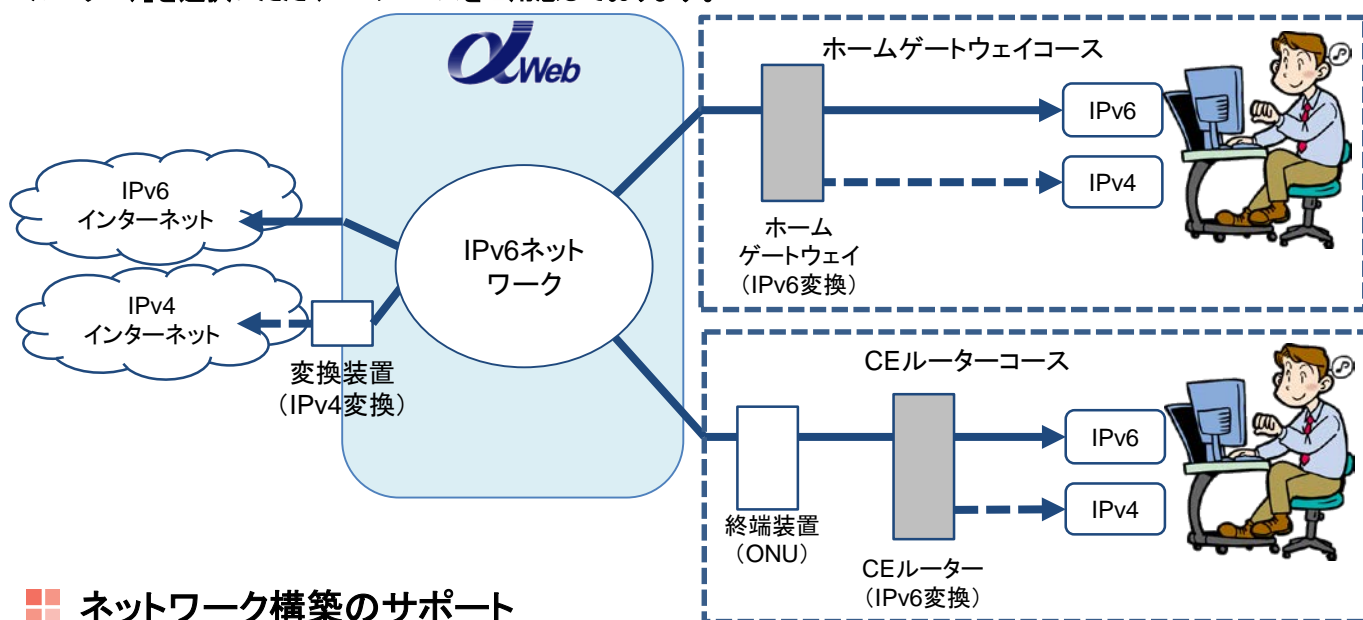 αWeb
IPv6
インターネット
IPv4
インターネット
変換装置
（IPv4変換）
IPv6ネット
ワーク
ホームゲートウェイコース
IPv6
IPv4
ホーム
ゲートウェイ
（IPv6変換）
CEルーターコース
IPv6
IPv4
終端装置
（ONU）
CEルーター
（IPv6変換）
ネットワーク構築のサポート